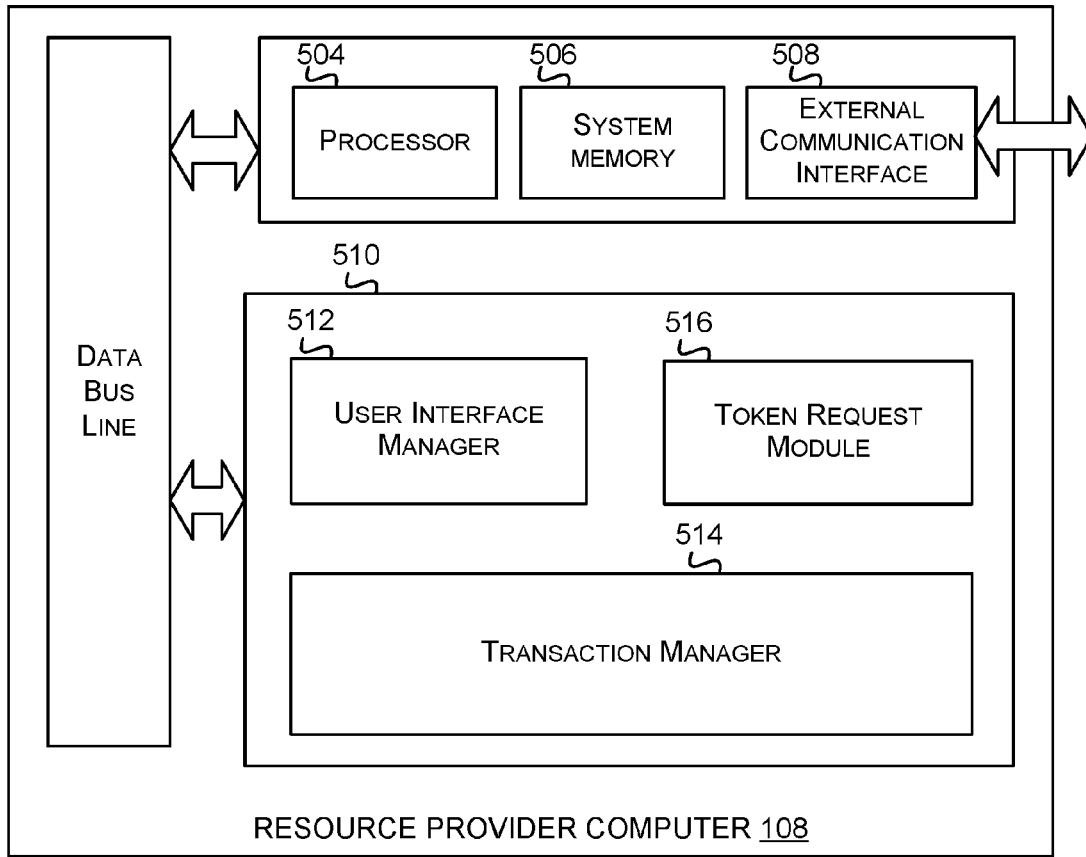 504
506
508
PROCESSOR
SYSTEM
MEMORY
EXTERNAL
COMMUNICATION
INTERFACE
510
512
516
DATA
BUS
LINE
USER INTERFACE
MANAGER
TOKEN REQUEST
MODULE
514
TRANSACTION MANAGER
RESOURCE PROVIDER COMPUTER 108